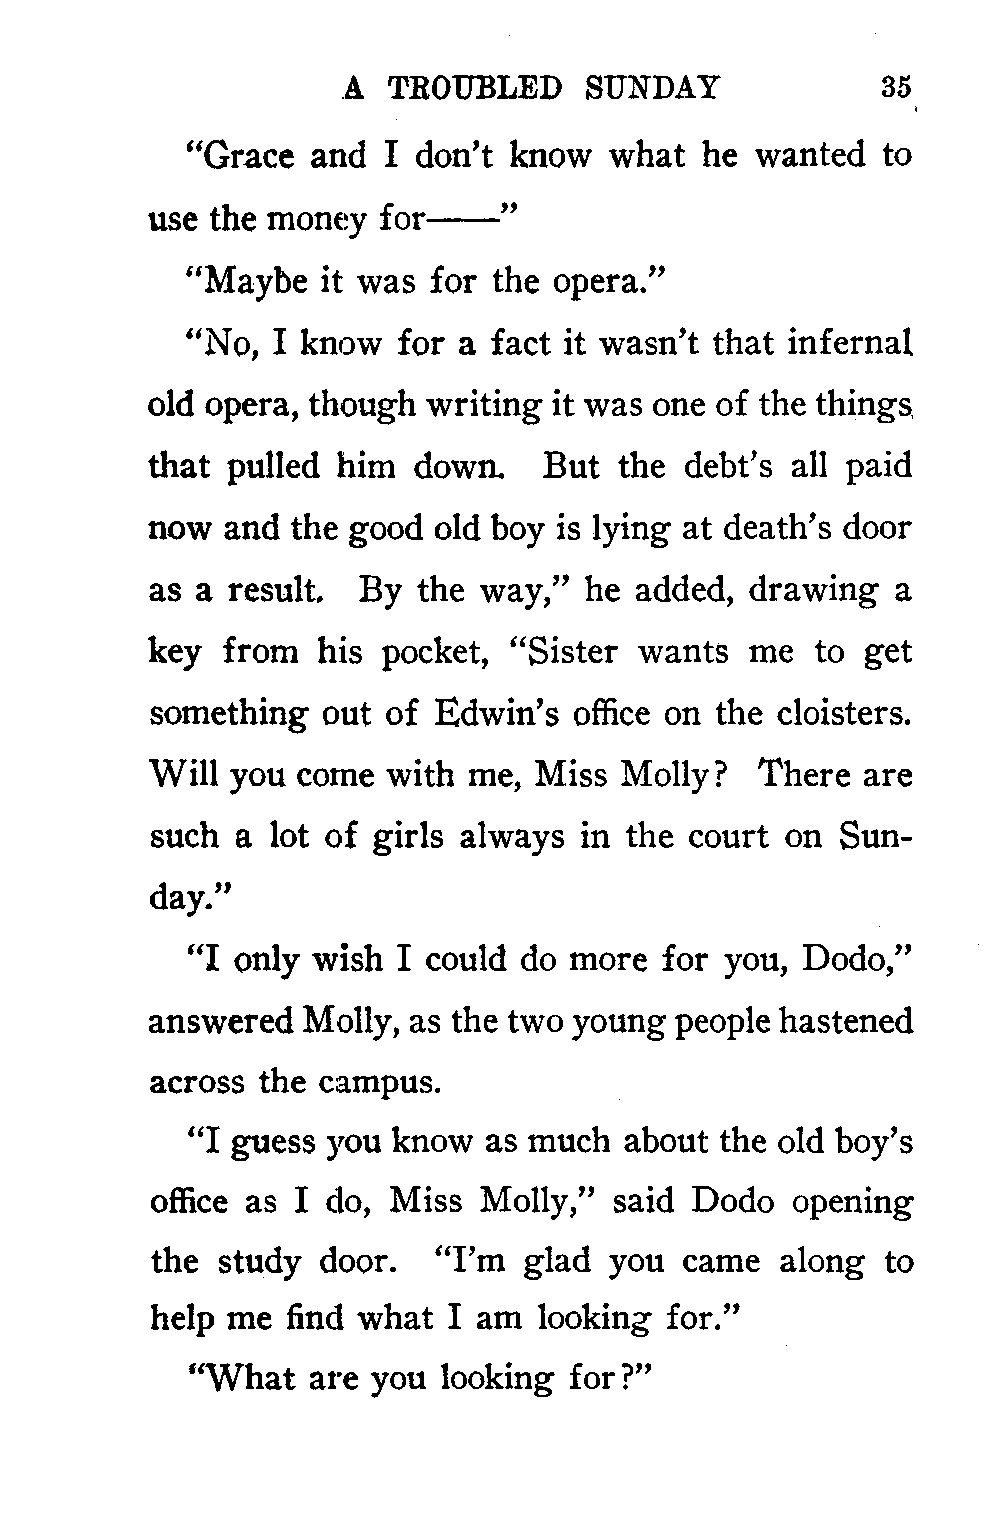 A TROUBLED SUNDAY 35
“Grace and I don’t know what he wanted to
use the money for——”
“Maybe it was for the opera.”
“No, I know for a fact it wasn’t that infernal
old opera, though writing it was one of the things
that pulled him down. But the debt’s all paid
now and the good old boy is lying at death’s door
as a result. By the way,” he added, drawing a
key from his pocket, “Sister wants me to get
something out of Edwin’s office on the cloisters.
Will you come with me, Miss Molly? There are
such a lot of girls always in the court on Sun-
day.”
“I only wish I could do more for you, Dodo,”
answered Molly, as the two young people hastened
across the campus.
“I guess you know as much about the old boy’s
office as I do, Miss Molly,” said Dodo opening
the study door. “I’m glad you came along to
help me find what I am looking for.”
“What are you looking for?”